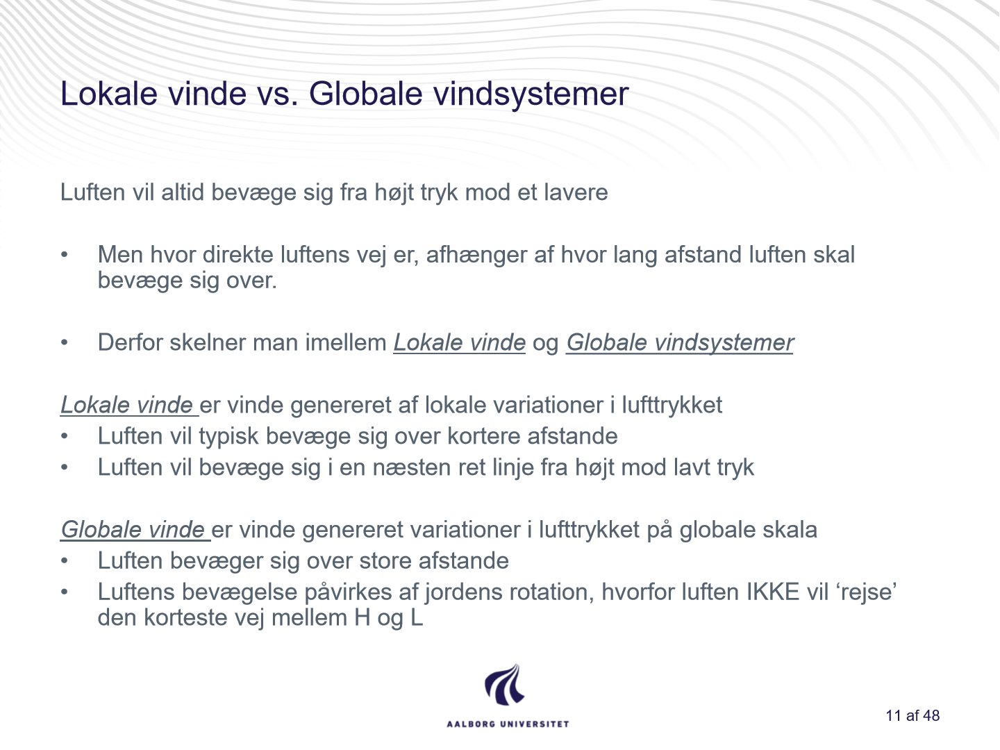 Lokale vinde vs. Globale vindsystemer
Luften vil altid bevæge sig fra højt tryk mod et lavere
• Men hvor direkte luftens vej er, afhænger af hvor lang afstand luften skal
bevæge sig over.
• Derfor skelner man imellem Lokale vinde og Globale vindsystemer
Lokale vinde er vinde genereret af lokale variationer i lufttrykket
• Luften vil typisk bevæge sig over kortere afstande
• Luften vil bevæge sig i en næsten ret linje fra højt mod lavt tryk
Globale vinde er vinde genereret variationer i lufttrykket på globale skala
• Luften bevæger sig over store afstande
• Luftens bevægelse påvirkes af jordens rotation, hvorfor luften IKKE vil ‘rejse’
den korteste vej mellem H og L
AALBORG UNIVERSITET
11 af 48